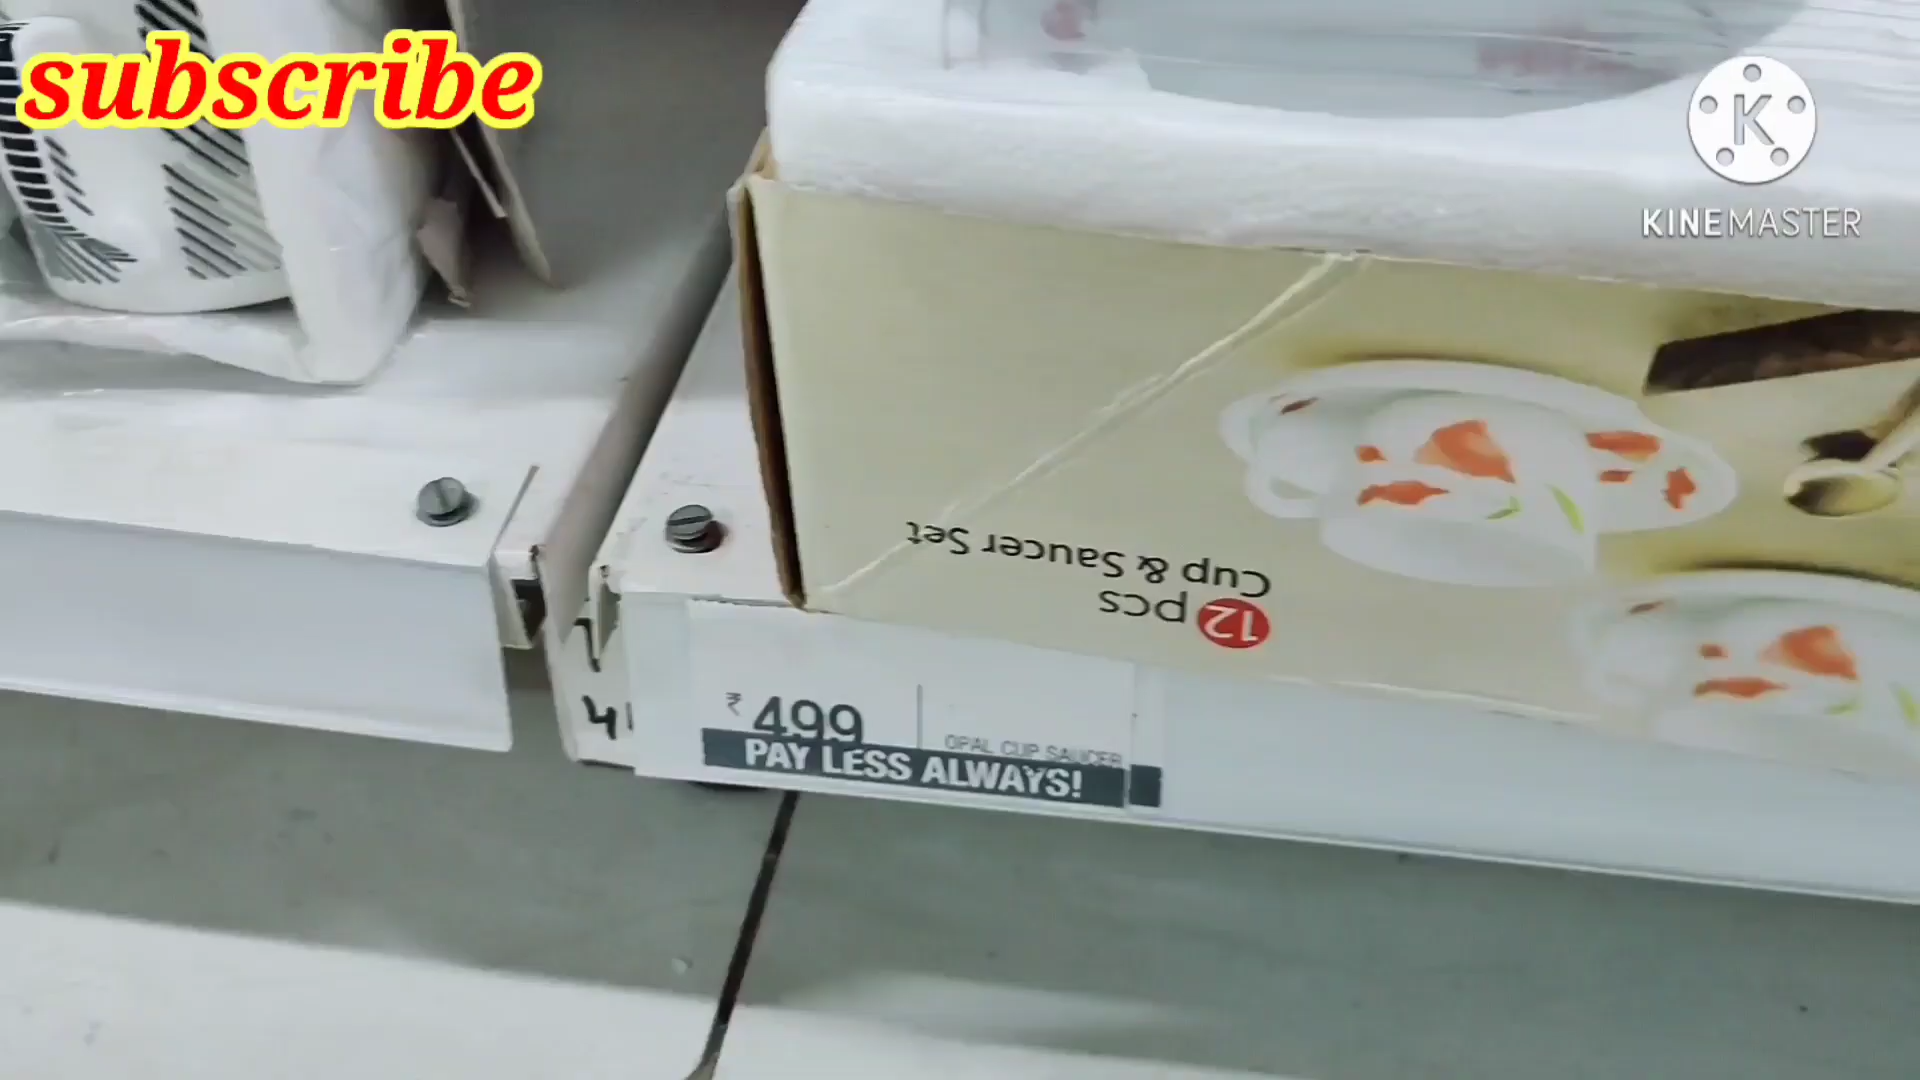 subscribe
K
KINEMASTER
12 pcs
Cup & Saucer Set
₹ 499
OPAL CUP SAUCER
PAY LESS ALWAYS!